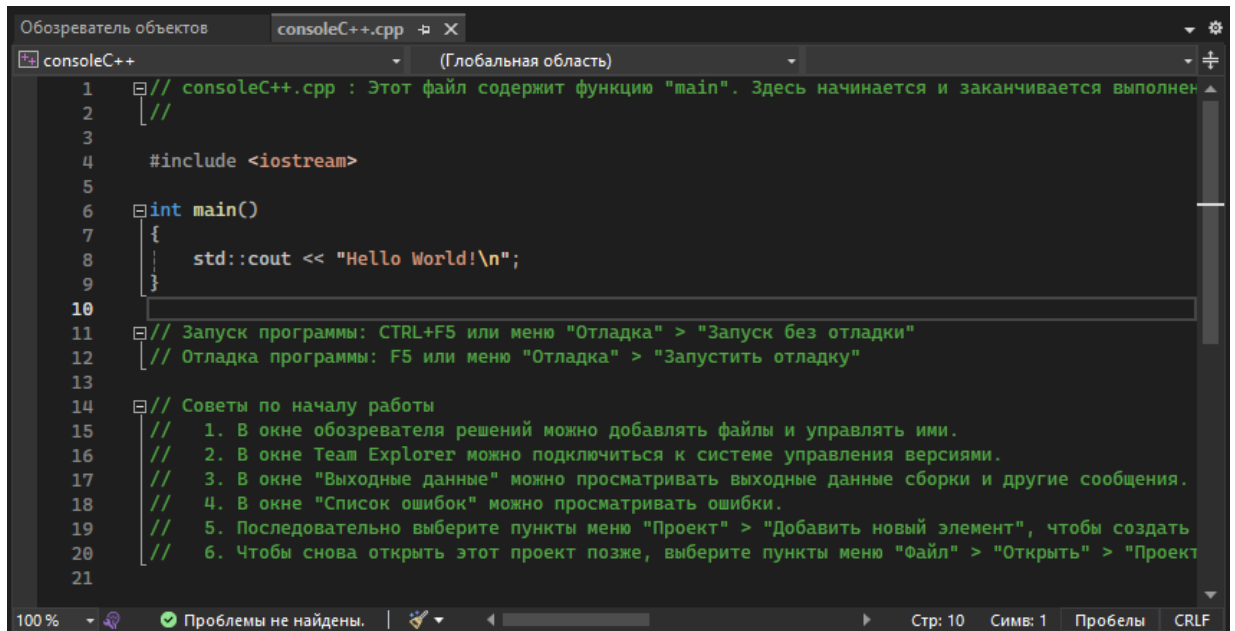 Обозреватель объектов consoleC++.cpp
consoleC++ (Глобальная область)
1 // consoleC++.cpp : Этот файл содержит функцию "main". Здесь начинается и заканчивается выполнен
2 //
3
4 #include <iostream>
5
6 int main()
7 {
8 std::cout << "Hello World!\n";
9 }
10
11 // Запуск программы: CTRL+F5 или меню "Отладка" > "Запуск без отладки"
12 // Отладка программы: F5 или меню "Отладка" > "Запустить отладку"
13
14 // Советы по началу работы
15 // 1. В окне обозревателя решений можно добавлять файлы и управлять ими.
16 // 2. В окне Team Explorer можно подключиться к системе управления версиями.
17 // 3. В окне "Выходные данные" можно просматривать выходные данные сборки и другие сообщения.
18 // 4. В окне "Список ошибок" можно просматривать ошибки.
19 // 5. Последовательно выберите пункты меню "Проект" > "Добавить новый элемент", чтобы создать
20 // 6. Чтобы снова открыть этот проект позже, выберите пункты меню "Файл" > "Открыть" > "Проект
21
100 % Проблемы не найдены. Стр: 10 Симв: 1 Пробелы CRLF